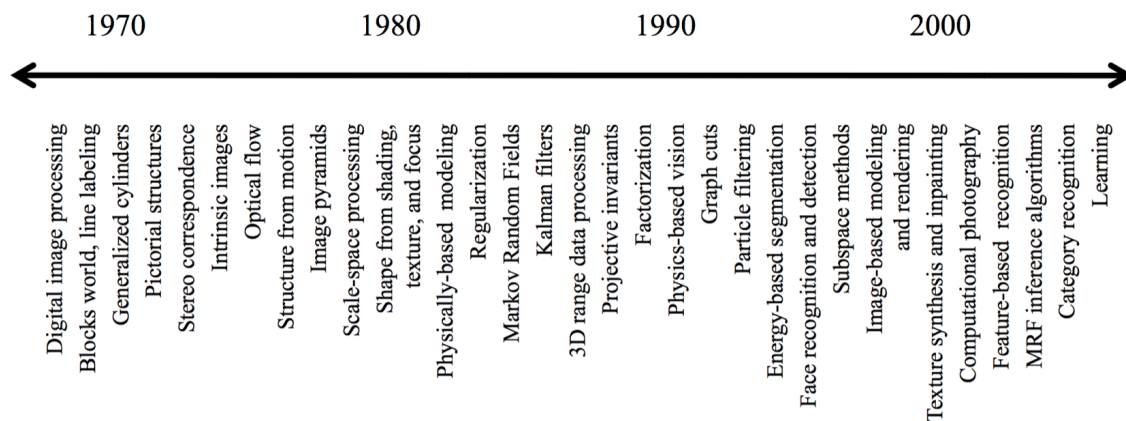 1970
1980
1990
2000
Digital image processing
Blocks world, line labeling
Generalized cylinders
Pictorial structures
Stereo correspondence
Intrinsic images
Optical flow
Structure from motion
Image pyramids
Scale-space processing
Shape from shading,
texture, and focus
Physically-based modeling
Regularization
Markov Random Fields
Kalman filters
3D range data processing
Projective invariants
Factorization
Physics-based vision
Graph cuts
Particle filtering
Energy-based segmentation
Face recognition and detection
Subspace methods
Image-based modeling
and rendering
Texture synthesis and inpainting
Computational photography
Feature-based recognition
MRF inference algorithms
Category recognition
Learning